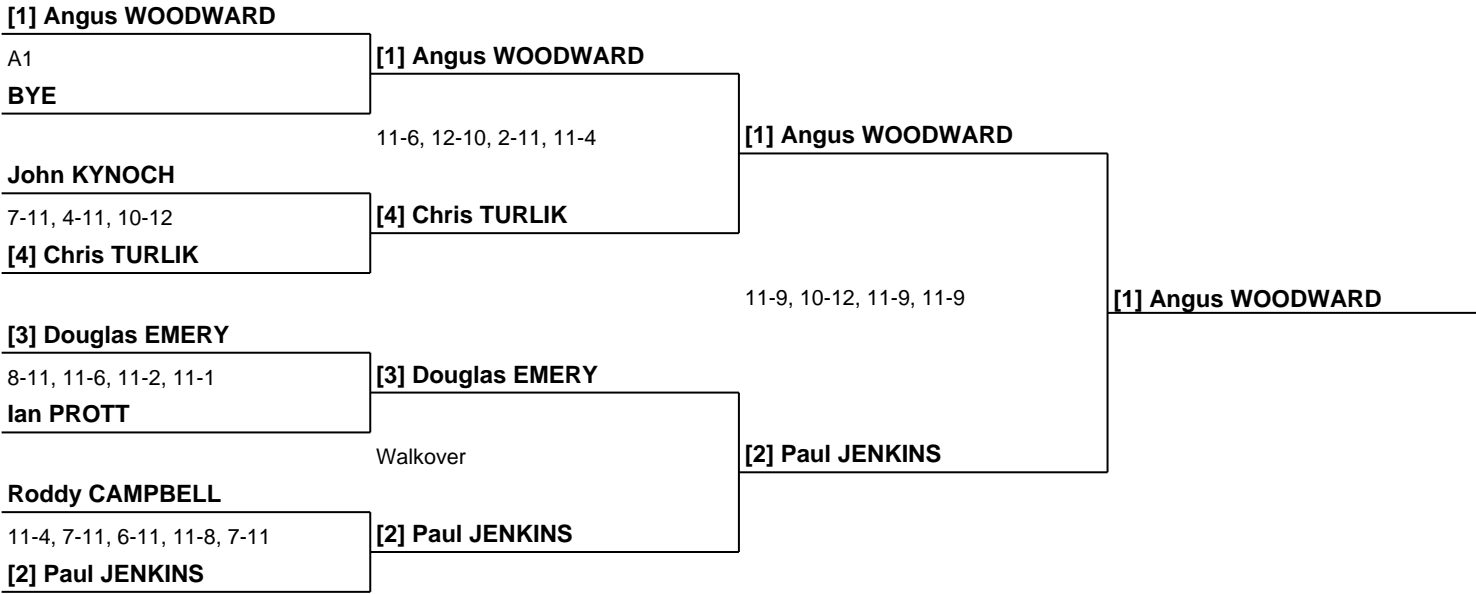 [1] Angus WOODWARD
A1
BYE
John KYNOCH
7-11, 4-11, 10-12
[4] Chris TURLIK
[3] Douglas EMERY
8-11, 11-6, 11-2, 11-1
Ian PROTT
Roddy CAMPBELL
11-4, 7-11, 6-11, 11-8, 7-11
[2] Paul JENKINS
[1] Angus WOODWARD
11-6, 12-10, 2-11, 11-4
[4] Chris TURLIK
[3] Douglas EMERY
Walkover
[2] Paul JENKINS
[1] Angus WOODWARD
11-9, 10-12, 11-9, 11-9
[2] Paul JENKINS
[1] Angus WOODWARD